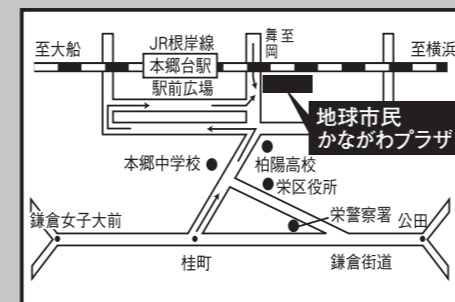 至大船
JR根岸線
舞岡
至
至横浜
本郷台駅
駅前広場
地球市民
かながわプラザ
本郷中学校
柏陽高校
栄区役所
鎌倉女子大前
栄警察署
公田
桂町
鎌倉街道